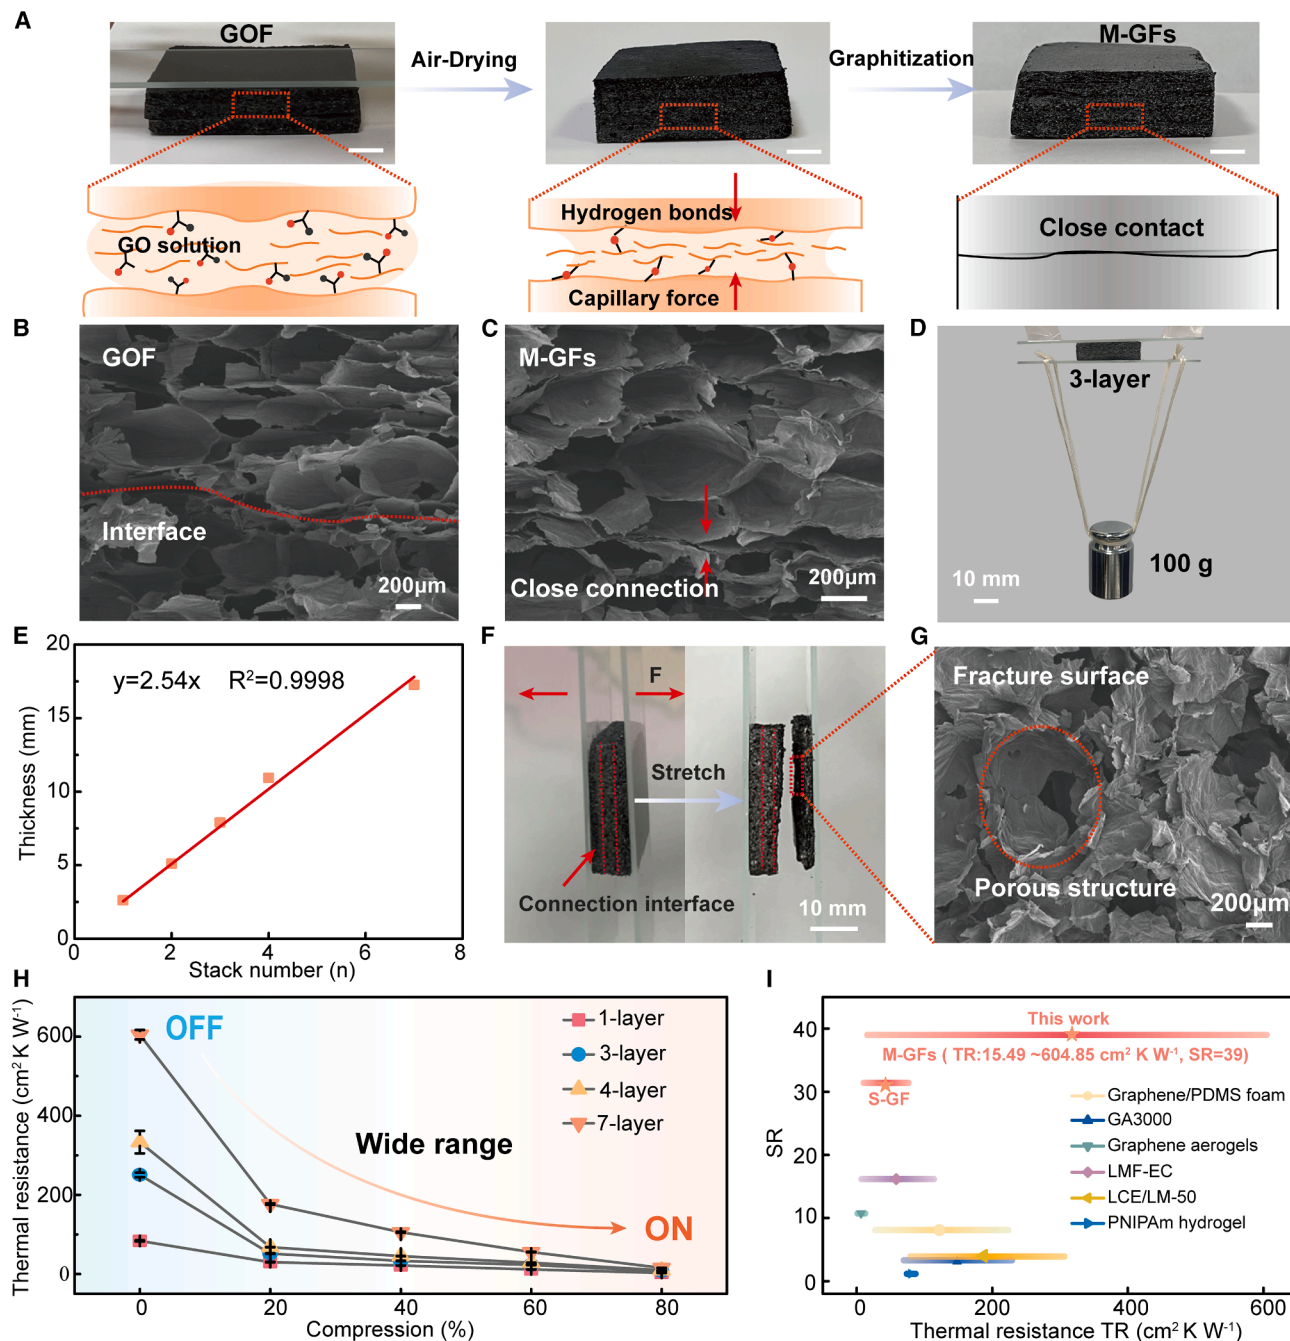 A
GOF
Air-Drying
Graphitization
M-GFs
GO solution
Hydrogen bonds
Capillary force
Close contact
B
GOF
Interface
200μm
C
M-GFs
Close connection
200μm
D
3-layer
100 g
10 mm
E
y=2.54x R²=0.9998
Thickness (mm)
20
15
10
5
0
0 2 4 6 8
Stack number (n)
F
F
Stretch
Connection interface
10 mm
G
Fracture surface
Porous structure
200μm
H
Thermal resistance (cm² K W⁻¹)
600
400
200
0
OFF
Wide range
ON
1-layer
3-layer
4-layer
7-layer
0 20 40 60 80
Compression (%)
I
SR
40
30
20
10
0
This work
M-GFs ( TR:15.49 ~604.85 cm² K W⁻¹, SR=39)
S-GF
Graphene/PDMS foam
GA3000
Graphene aerogels
LMF-EC
LCE/LM-50
PNIPAm hydrogel
0 200 400 600
Thermal resistance TR (cm² K W⁻¹)